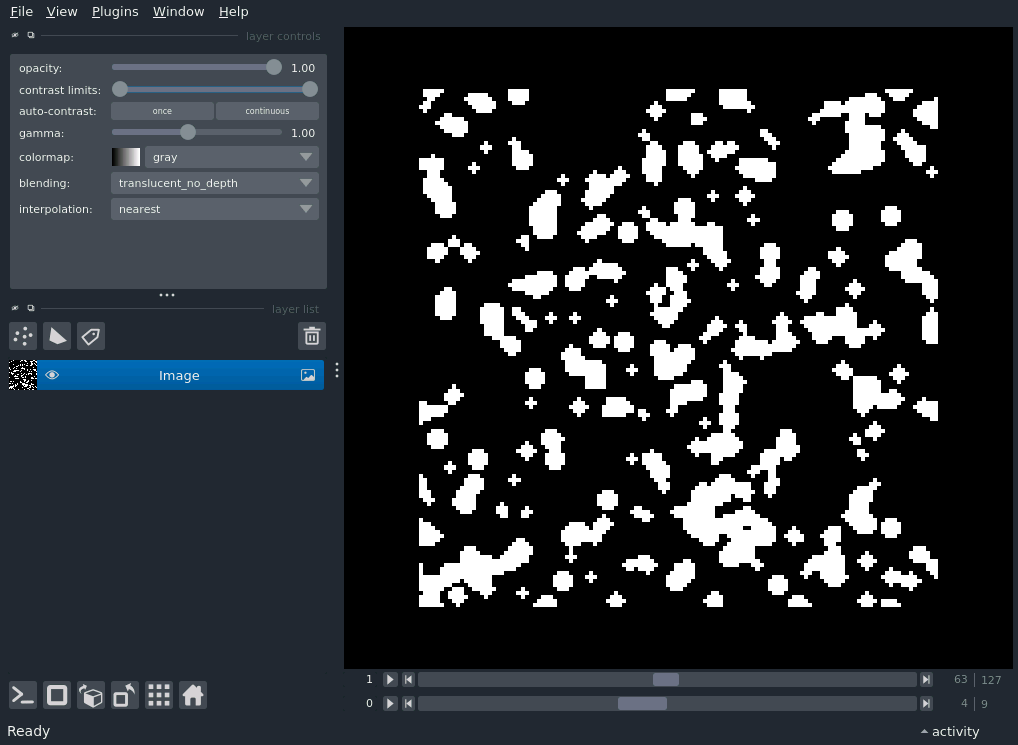 File View Plugins Window Help
layer controls
opacity: 1.00
contrast limits:
auto-contrast: once continuous
gamma: 1.00
colormap: gray
blending: translucent_no_depth
interpolation: nearest
layer list
Image
1 63 127
0 4 9
Ready activity